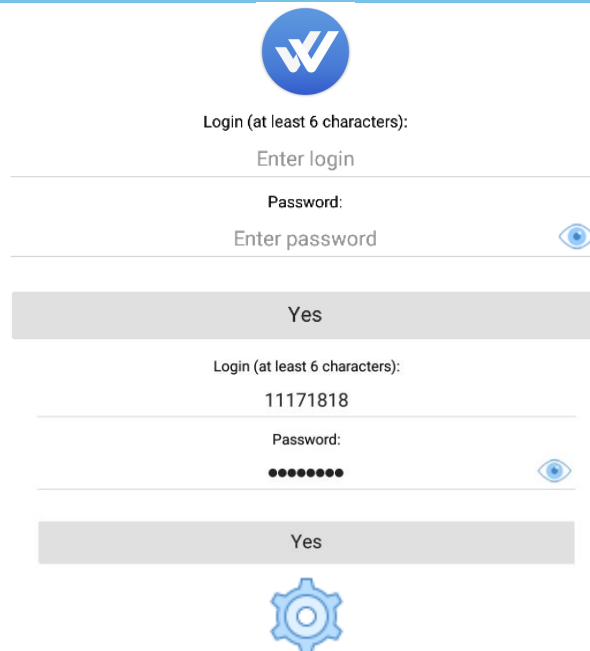 Login (at least 6 characters):
Enter login
Password:
Enter password
Yes
Login (at least 6 characters):
11171818
Password:
••••••••
Yes